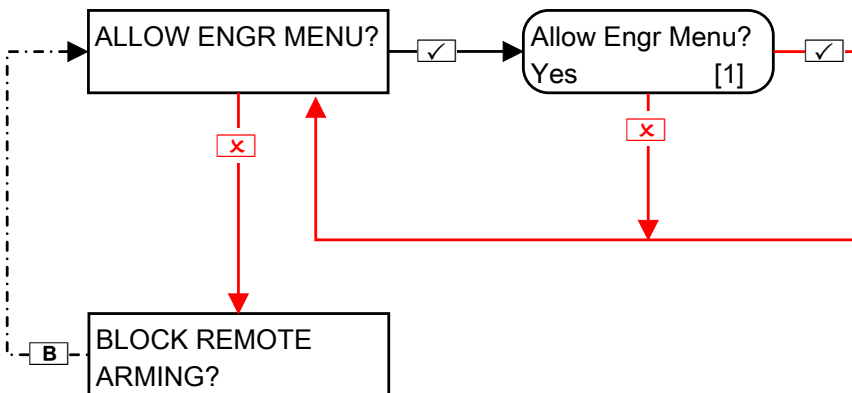 ALLOW ENGR MENU?
✓
Allow Engr Menu?
Yes [1]
✓
✗
✗
B
BLOCK REMOTE
ARMING?